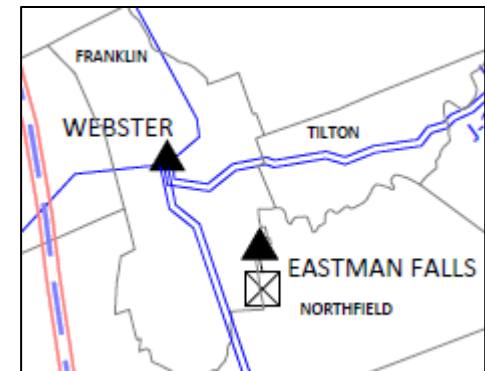 FRANKLIN
WEBSTER
TILTON
EASTMAN FALLS
NORTHFIELD